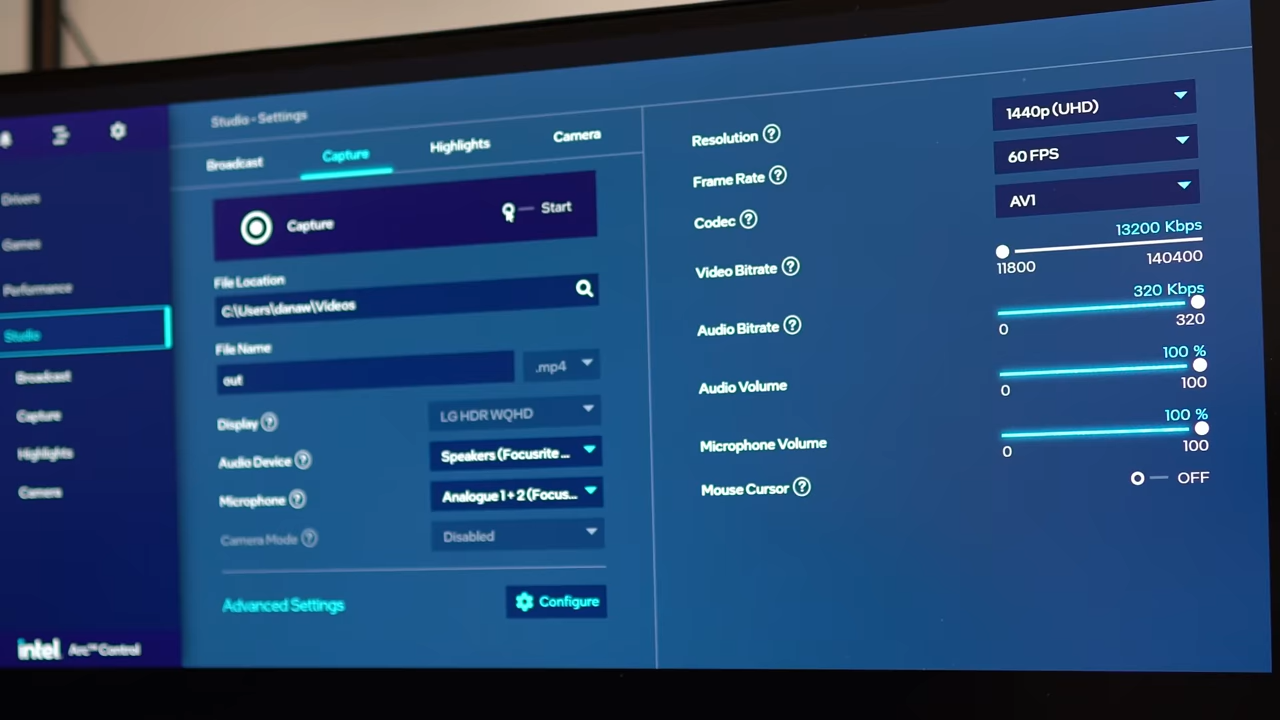 Drivers
Games
Performance
Studio
Broadcast
Capture
Highlights
Camera
intel Arc™ Control
Studio - Settings
Broadcast Capture Highlights Camera
Capture Start
File Location
C:\Users\danaw\Videos
File Name
out .mp4
Display ? LG HDR WQHD
Audio Device ? Speakers (Focusrite ...
Microphone ? Analogue 1 + 2 (Focus...
Camera Mode ? Disabled
Advanced Settings Configure
Resolution ? 1440p (UHD)
Frame Rate ? 60 FPS
Codec ? AV1
Video Bitrate ? 13200 Kbps
11800 140400
Audio Bitrate ? 320 Kbps
0 320
Audio Volume 100 %
0 100
Microphone Volume 100 %
0 100
Mouse Cursor ? OFF